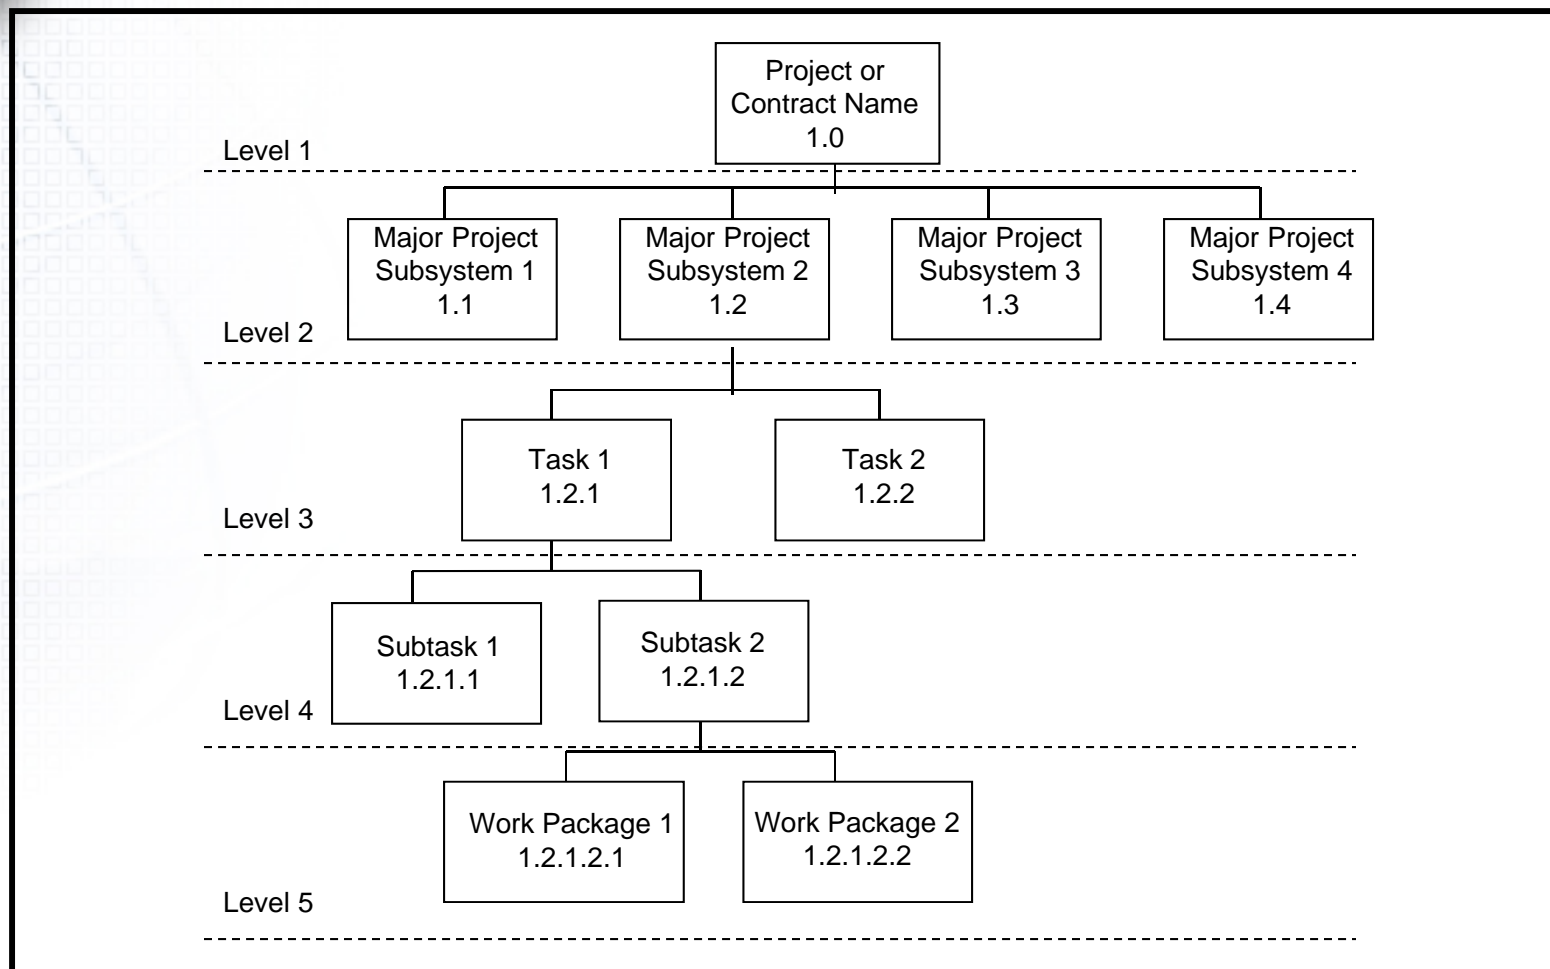 Project or
Contract Name
1.0
Level 1
Major Project
Subsystem 1
1.1
Major Project
Subsystem 2
1.2
Major Project
Subsystem 3
1.3
Major Project
Subsystem 4
1.4
Level 2
Task 1
1.2.1
Task 2
1.2.2
Level 3
Subtask 1
1.2.1.1
Subtask 2
1.2.1.2
Level 4
Work Package 1
1.2.1.2.1
Work Package 2
1.2.1.2.2
Level 5